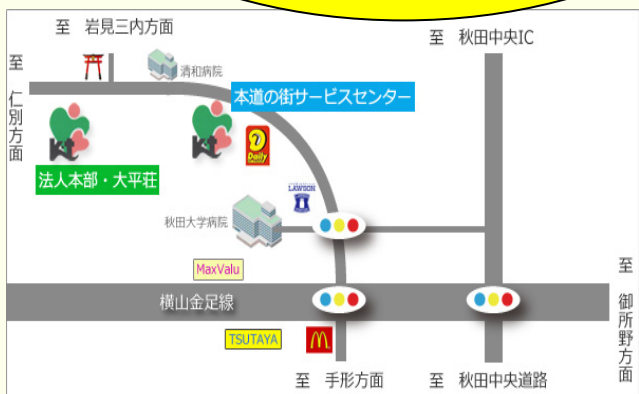 至 岩見三内方面
至 秋田中央IC
至 仁別方面
清和病院
本道の街サービスセンター
Daily
法人本部・大平荘
LAWSON
秋田大学病院
MaxValu
至 御所野方面
横山金足線
TSUTAYA
至 手形方面
至 秋田中央道路